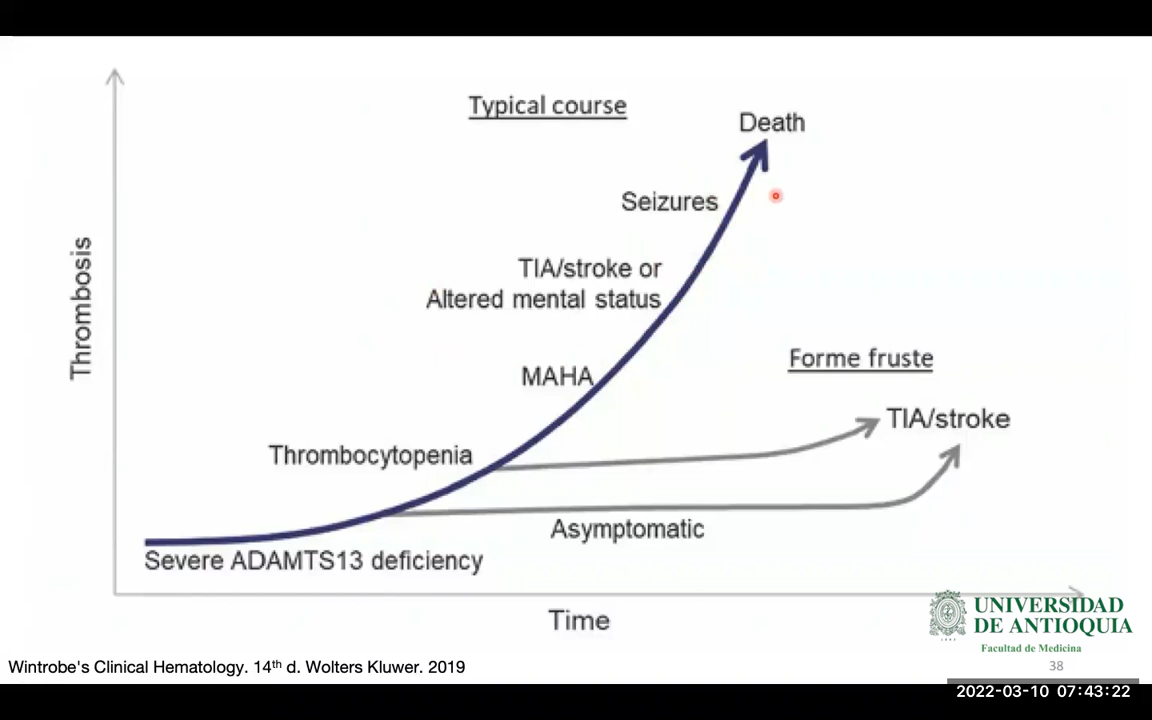 Typical course
Death
Seizures
TIA/stroke or
Altered mental status
Thrombosis
MAHA
Forme fruste
TIA/stroke
Thrombocytopenia
Asymptomatic
Severe ADAMTS13 deficiency
Time
UNIVERSIDAD
DE ANTIOQUIA
Facultad de Medicina
Wintrobe's Clinical Hematology. 14th d. Wolters Kluwer. 2019
38
2022-03-10 07:43:22